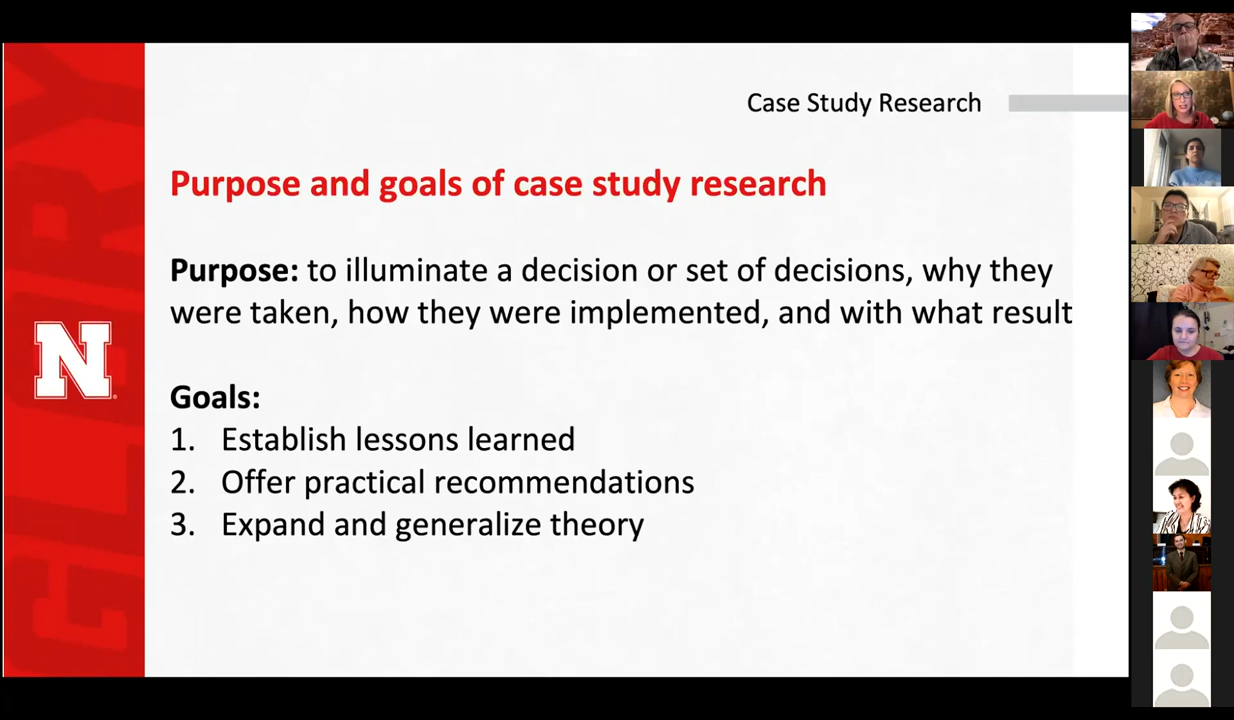 Case Study Research
Purpose and goals of case study research
Purpose: to illuminate a decision or set of decisions, why they
were taken, how they were implemented, and with what result
Goals:
1. Establish lessons learned
2. Offer practical recommendations
3. Expand and generalize theory
GLORY
N